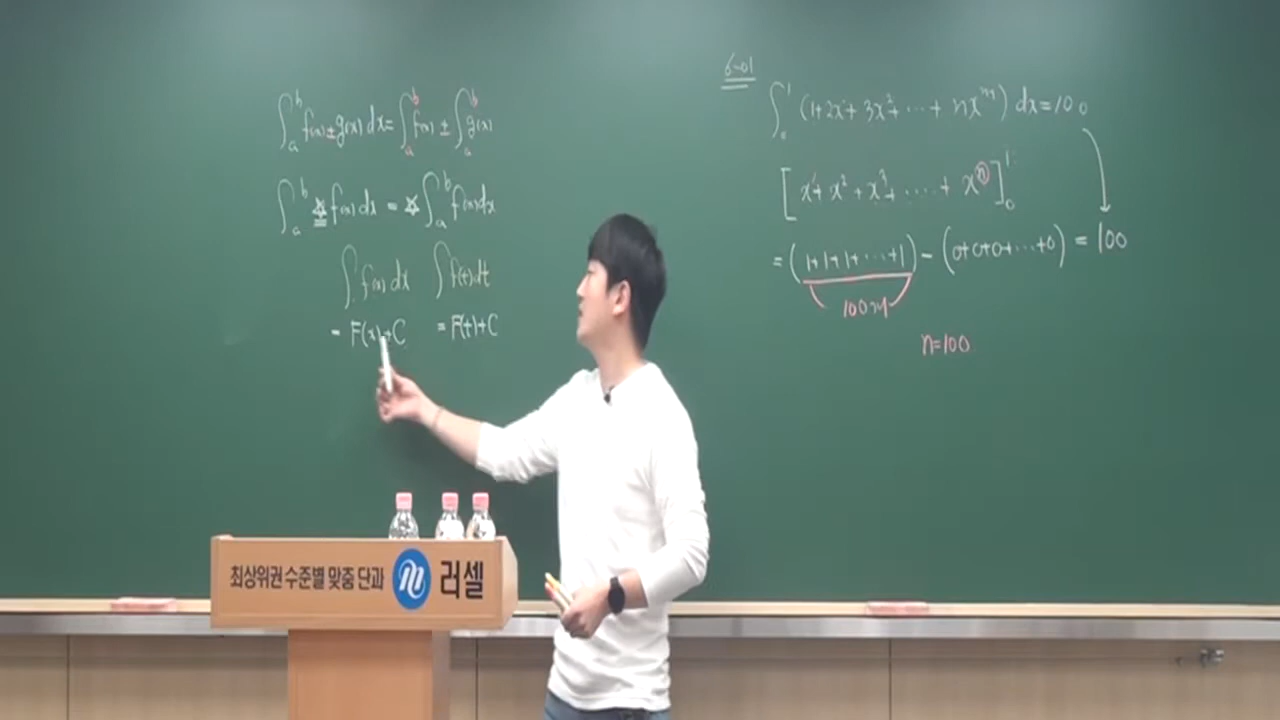 ∫ₐᵇ f(x)±g(x) dx = ∫ₐᵇ f(x) ± ∫ₐᵇ g(x)
∫ₐᵇ ☆f(x)dx = ☆∫ₐᵇ f(x)dx
∫ f(x) dx ∫ f(t)dt
= F(x)+C = F(t)+C
6-01
∫₀¹ (1+2x+3x²+⋯+nxⁿ⁻¹) dx=100
[x¹+x²+x³+⋯⋯+xⁿ]₀¹
=(1+1+1+⋯+1)-(0+0+0+⋯+0) = 100
100개
n=100
최상위권 수준별 맞춤 단과 m 러셀